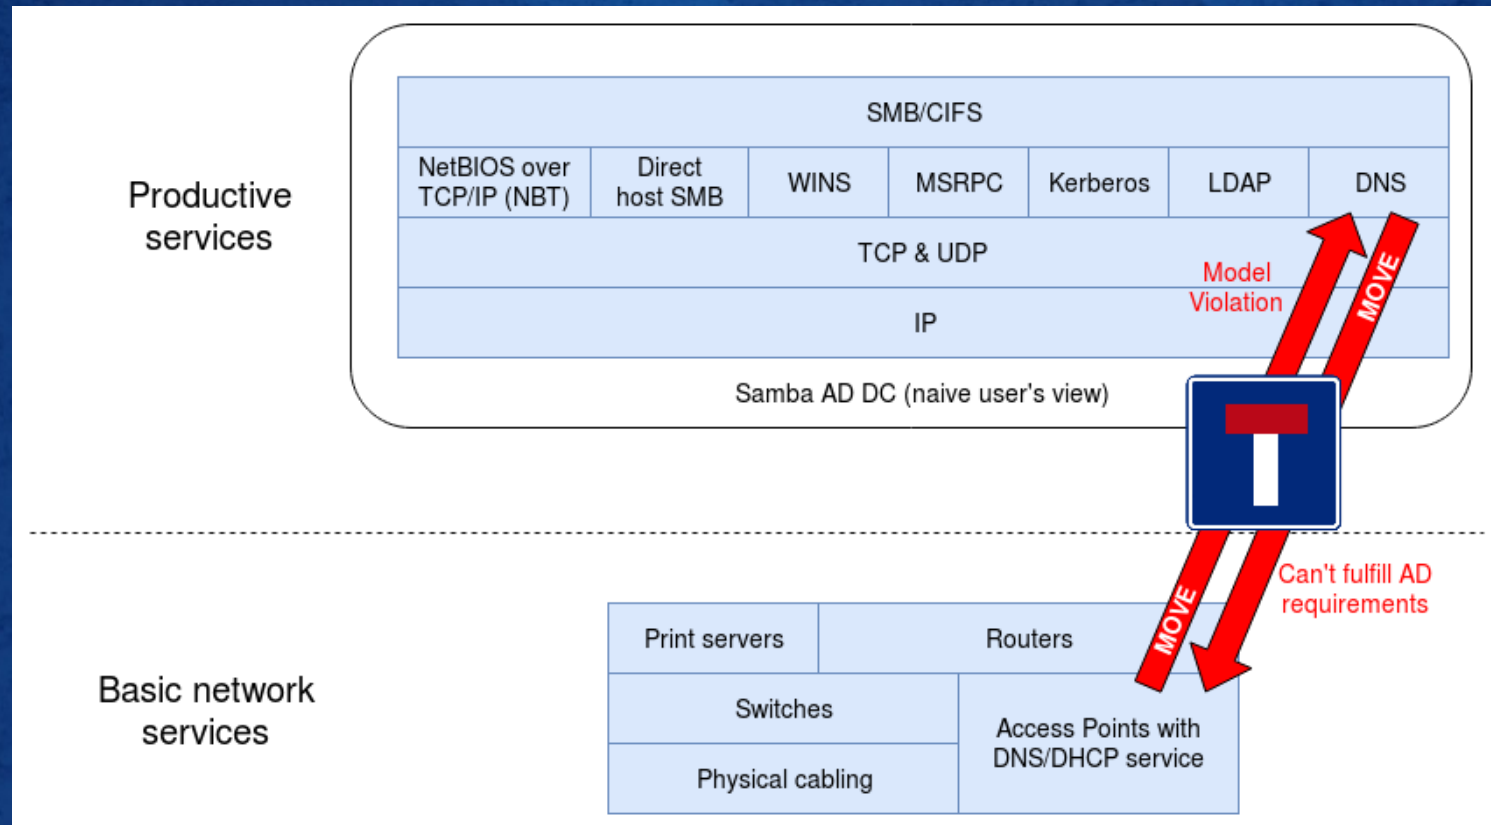 SMB/CIFS
NetBIOS over
TCP/IP (NBT)
Direct
host SMB
WINS
MSRPC
Kerberos
LDAP
DNS
Productive
services
TCP & UDP
Model
Violation
MOVE
IP
Samba AD DC (naive user's view)
Can't fulfill AD
requirements
MOVE
Print servers
Routers
Basic network
services
Switches
Access Points with
DNS/DHCP service
Physical cabling